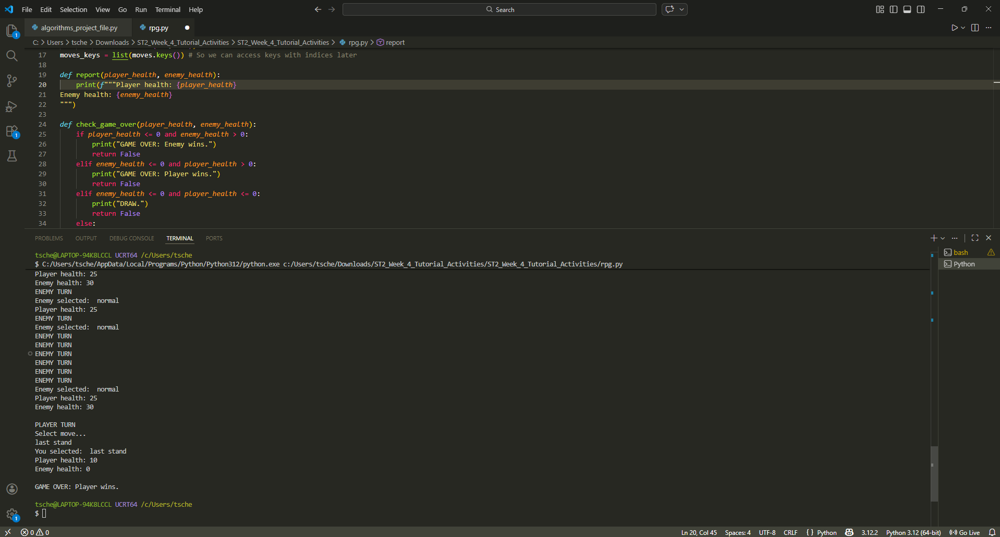 File Edit Selection View Go Run Terminal Help
Search
algorithms_project_file.py
rpg.py
C: > Users > tsche > Downloads > ST2_Week_4_Tutorial_Activities > ST2_Week_4_Tutorial_Activities > rpg.py > report
17 moves_keys = list(moves.keys()) # So we can access keys with indices later
18
19 def report(player_health, enemy_health):
20     print(f"""Player health: {player_health}
21 Enemy health: {enemy_health}
22 """)
23
24 def check_game_over(player_health, enemy_health):
25     if player_health <= 0 and enemy_health > 0:
26         print("GAME OVER: Enemy wins.")
27         return False
28     elif enemy_health <= 0 and player_health > 0:
29         print("GAME OVER: Player wins.")
30         return False
31     elif enemy_health <= 0 and player_health <= 0:
32         print("DRAW.")
33         return False
34     else:
PROBLEMS OUTPUT DEBUG CONSOLE TERMINAL PORTS
bash
Python
tsche@LAPTOP-94K8LCCL UCRT64 /c/Users/tsche
$ C:/Users/tsche/AppData/Local/Programs/Python/Python312/python.exe c:/Users/tsche/Downloads/ST2_Week_4_Tutorial_Activities/ST2_Week_4_Tutorial_Activities/rpg.py
Player health: 25
Enemy health: 30
ENEMY TURN
Enemy selected:  normal
Player health: 25
ENEMY TURN
Enemy selected:  normal
ENEMY TURN
ENEMY TURN
ENEMY TURN
ENEMY TURN
ENEMY TURN
ENEMY TURN
Enemy selected:  normal
Player health: 25
Enemy health: 30
PLAYER TURN
Select move...
last stand
You selected:  last stand
Player health: 10
Enemy health: 0
GAME OVER: Player wins.
tsche@LAPTOP-94K8LCCL UCRT64 /c/Users/tsche
$
1
1
1
0 0
Ln 20, Col 45 Spaces: 4 UTF-8 CRLF { } Python 3.12.2 Python 3.12 (64-bit) Go Live